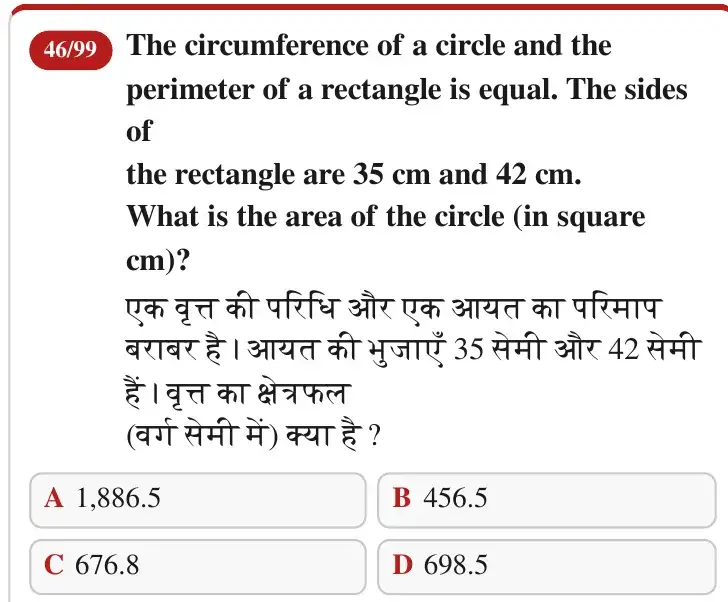 46/99 The circumference of a circle and the
perimeter of a rectangle is equal. The sides
of
the rectangle are 35 cm and 42 cm.
What is the area of the circle (in square
cm)?
एक वृत्त की परिधि और एक आयत का परिमाप
बराबर है। आयत की भुजाएँ 35 सेमी और 42 सेमी
हैं। वृत्त का क्षेत्रफल
(वर्ग सेमी में) क्या है ?
A 1,886.5
B 456.5
C 676.8
D 698.5